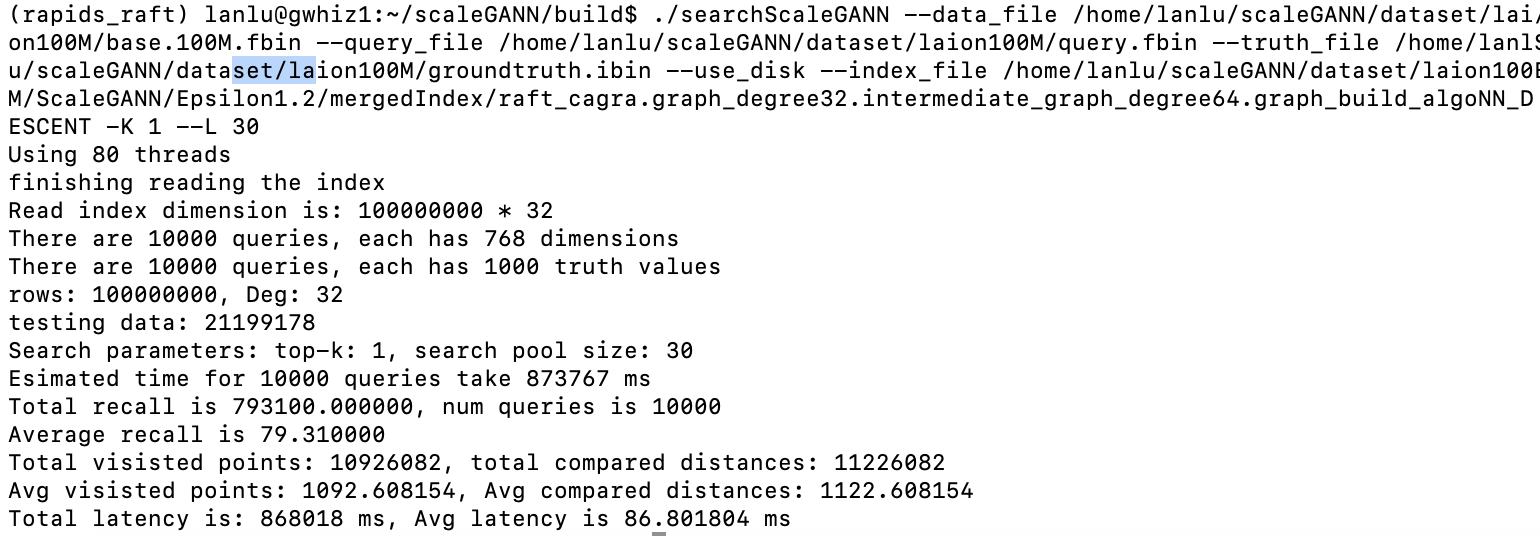 (rapids_raft) lanlu@gwhiz1:~/scaleGANN/build$ ./searchScaleGANN --data_file /home/lanlu/scaleGANN/dataset/lai/
on100M/base.100M.fbin --query_file /home/lanlu/scaleGANN/dataset/laion100M/query.fbin --truth_file /home/lanlS
u/scaleGANN/dataset/laion100M/groundtruth.ibin --use_disk --index_file /home/lanlu/scaleGANN/dataset/laion100E
M/ScaleGANN/Epsilon1.2/mergedIndex/raft_cagra.graph_degree32.intermediate_graph_degree64.graph_build_algoNN_D
ESCENT -K 1 --L 30
Using 80 threads
finishing reading the index
Read index dimension is: 100000000 * 32
There are 10000 queries, each has 768 dimensions
There are 10000 queries, each has 1000 truth values
rows: 100000000, Deg: 32
testing data: 21199178
Search parameters: top-k: 1, search pool size: 30
Esimated time for 10000 queries take 873767 ms
Total recall is 793100.000000, num queries is 10000
Average recall is 79.310000
Total visisted points: 10926082, total compared distances: 11226082
Avg visisted points: 1092.608154, Avg compared distances: 1122.608154
Total latency is: 868018 ms, Avg latency is 86.801804 ms